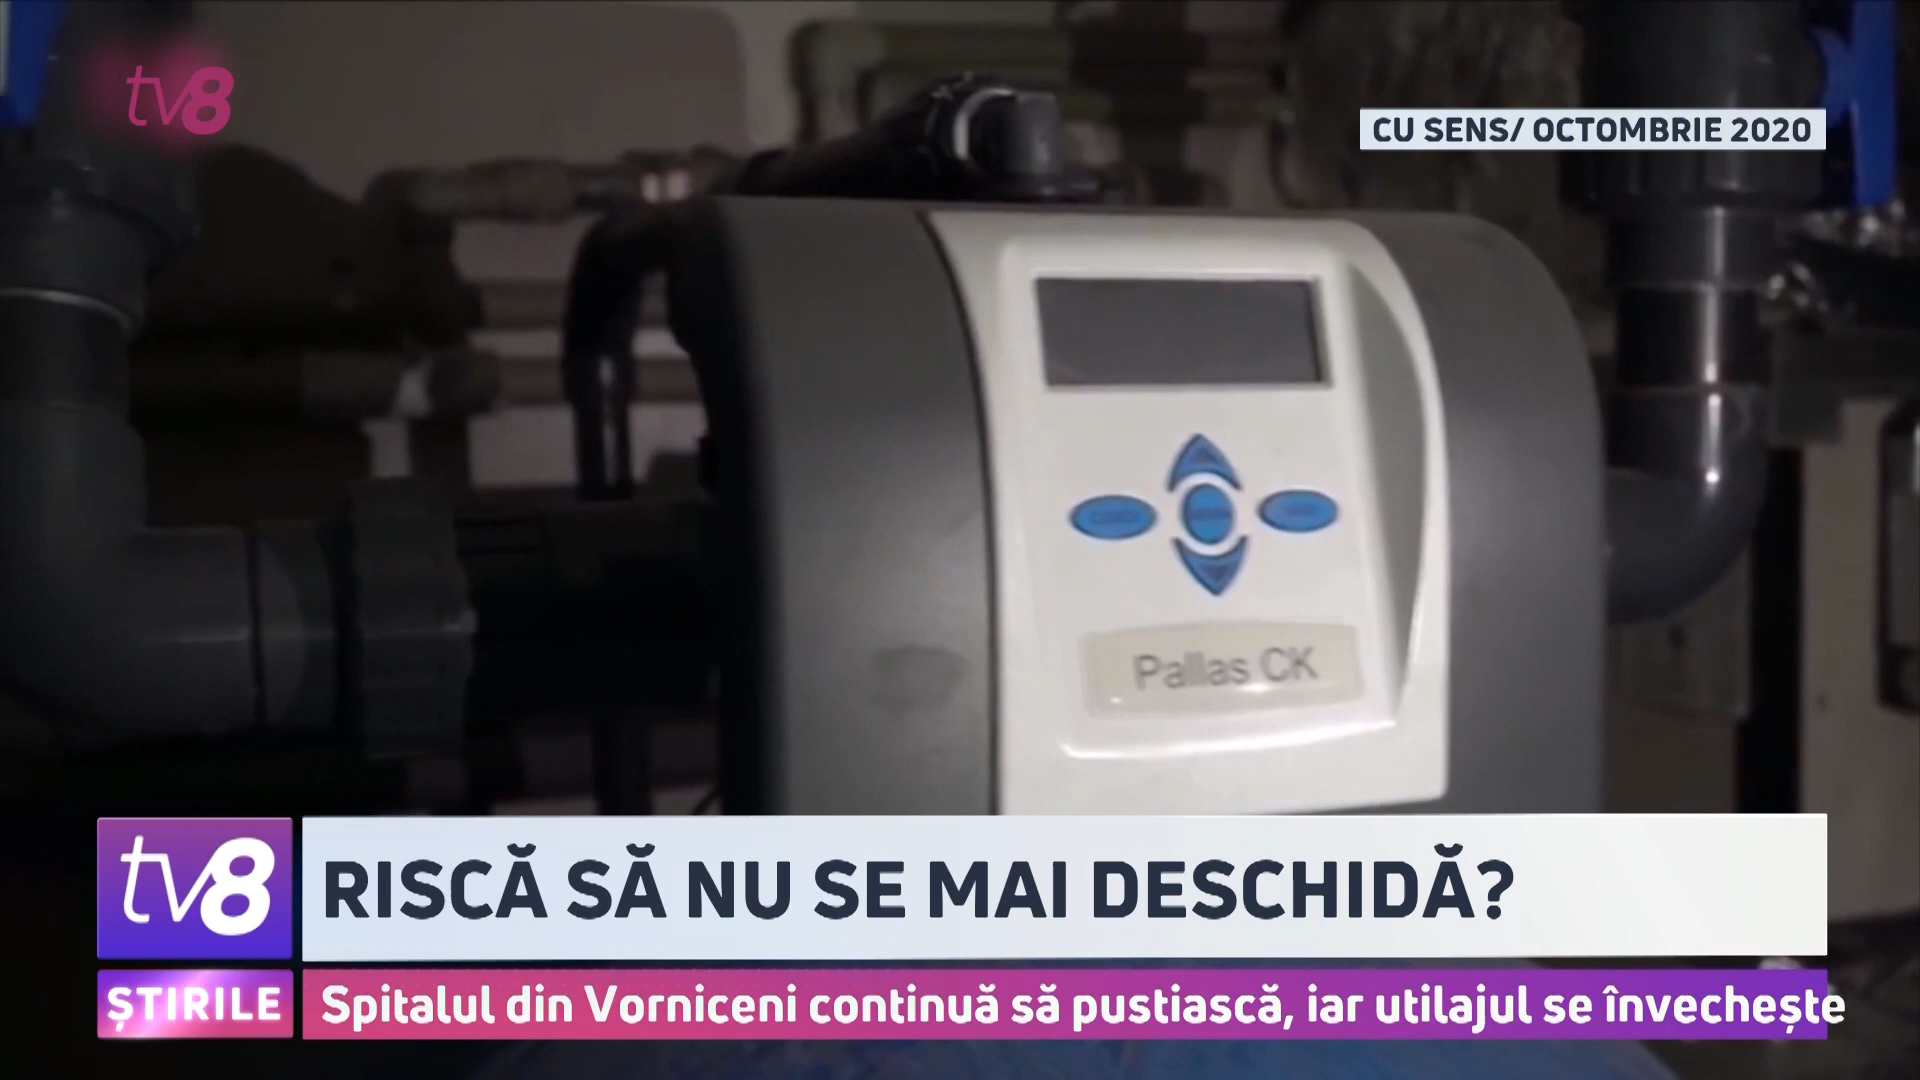 tv8
CU SENS/ OCTOMBRIE 2020
Pallas CK
tv8
RISCĂ SĂ NU SE MAI DESCHIDĂ?
ȘTIRILE
Spitalul din Vorniceni continuă să pustiască, iar utilajul se învechește